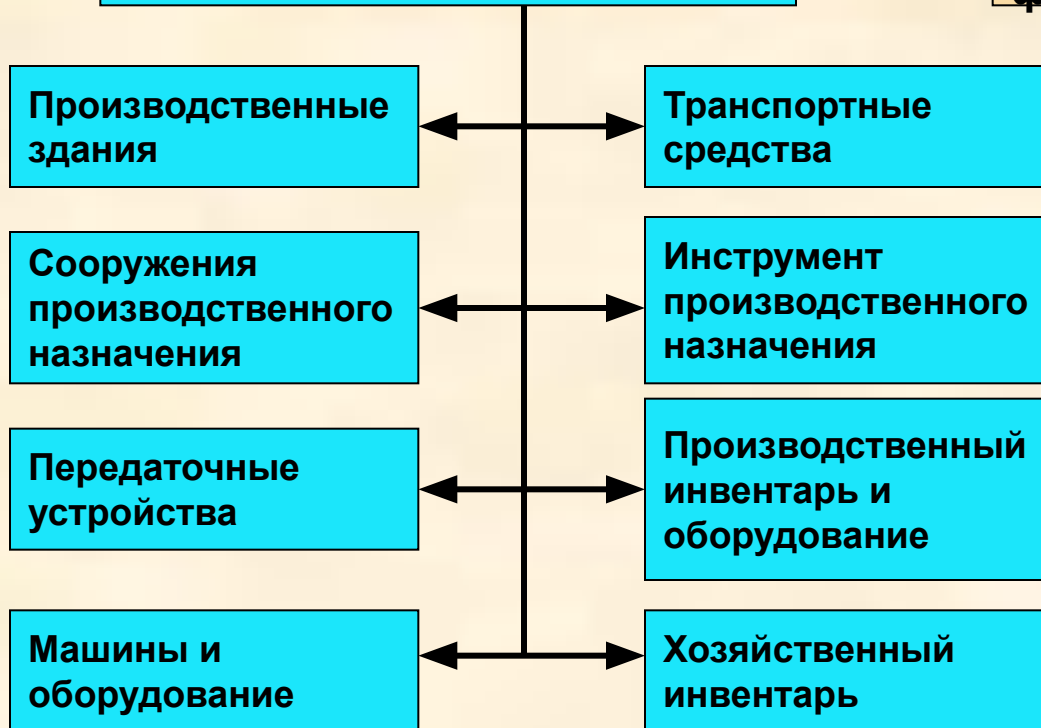 Производственные
здания
Транспортные
средства
Сооружения
производственного
назначения
Инструмент
производственного
назначения
Передаточные
устройства
Производственный
инвентарь и
оборудование
Машины и
оборудование
Хозяйственный
инвентарь